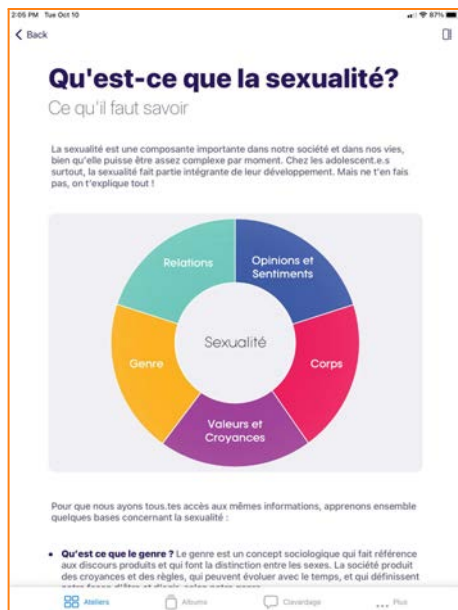 2:05 PM Tue Oct 10
87%
Back
Qu'est-ce que la sexualité?
Ce qu'il faut savoir
La sexualité est une composante importante dans notre société et dans nos vies,
bien qu'elle puisse être assez complexe par moment. Chez les adolescent.e.s
surtout, la sexualité fait partie intégrante de leur développement. Mais ne t'en fais
pas, on t'explique tout !
Relations
Opinions et
Sentiments
Sexualité
Genre
Corps
Valeurs et
Croyances
Pour que nous ayons tous.tes accès aux mêmes informations, apprenons ensemble
quelques bases concernant la sexualité :
• Qu'est ce que le genre ? Le genre est un concept sociologique qui fait référence
aux discours produits et qui font la distinction entre les sexes. La société produit
des croyances et des règles, qui peuvent évoluer avec le temps, et qui définissent
Ateliers
Albums
Clavardage
Plus